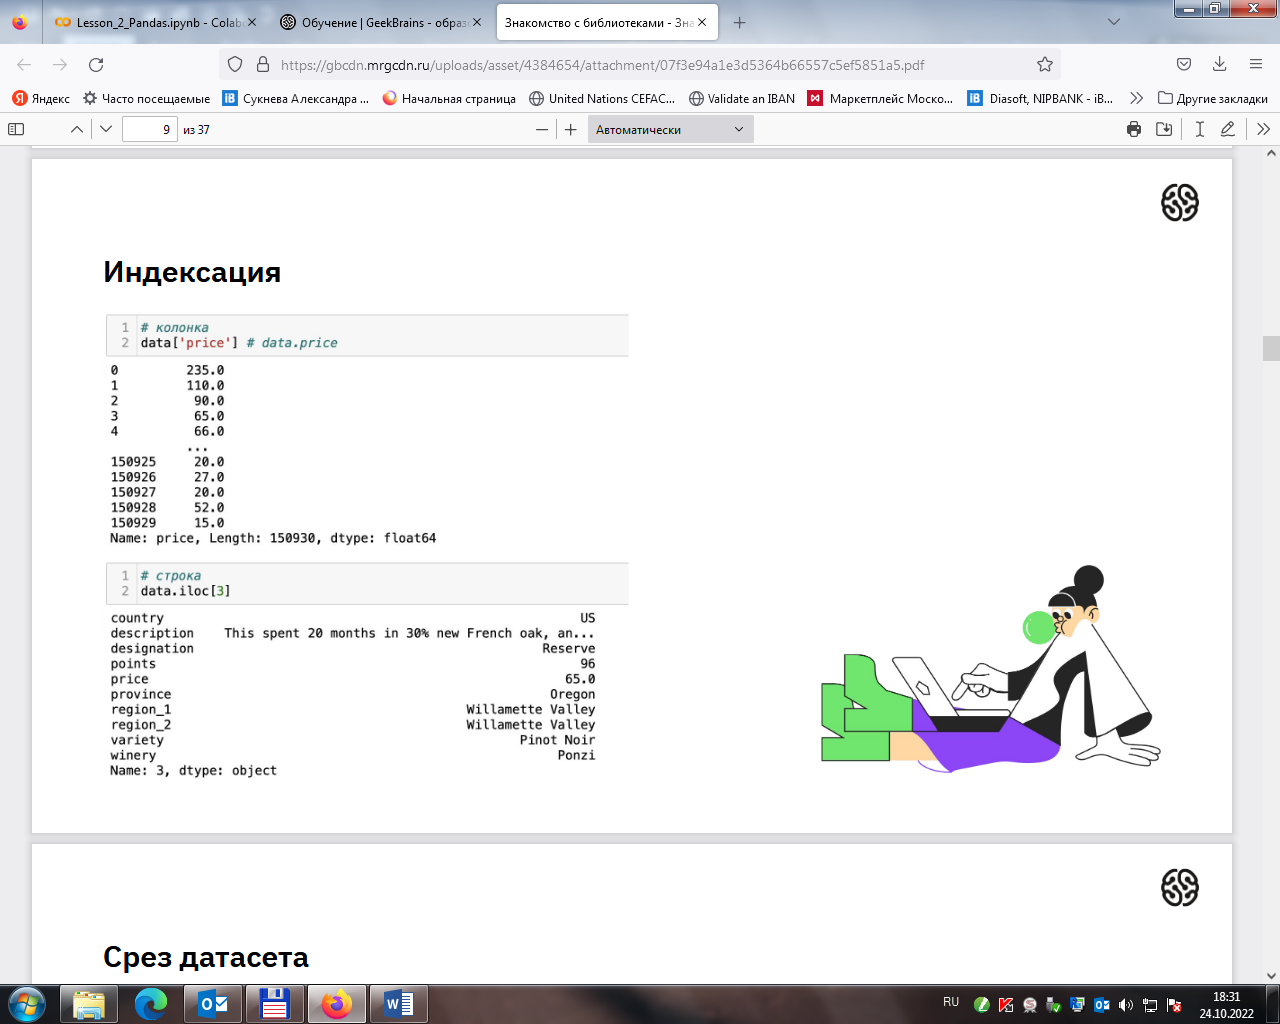 Lesson_2_Pandas.ipynb - Colab
Обучение | GeekBrains - образо
Знакомство с библиотеками - Зна
https://gbcdn.mrgcdn.ru/uploads/asset/4384654/attachment/07f3e94a1e3d5364b66557c5ef5851a5.pdf
Яндекс
Часто посещаемые
Сукнева Александра ...
Начальная страница
United Nations CEFAC...
Validate an IBAN
Маркетплейс Моско...
Diasoft, NIPBANK - iB...
Другие закладки
9 из 37
Автоматически
Индексация
1 # колонка
2 data['price'] # data.price
0 235.0
1 110.0
2 90.0
3 65.0
4 66.0
...
150925 20.0
150926 27.0
150927 20.0
150928 52.0
150929 15.0
Name: price, Length: 150930, dtype: float64
1 # строка
2 data.iloc[3]
country US
description This spent 20 months in 30% new French oak, an...
designation Reserve
points 96
price 65.0
province Oregon
region_1 Willamette Valley
region_2 Willamette Valley
variety Pinot Noir
winery Ponzi
Name: 3, dtype: object
Срез датасета
RU
18:31
24.10.2022